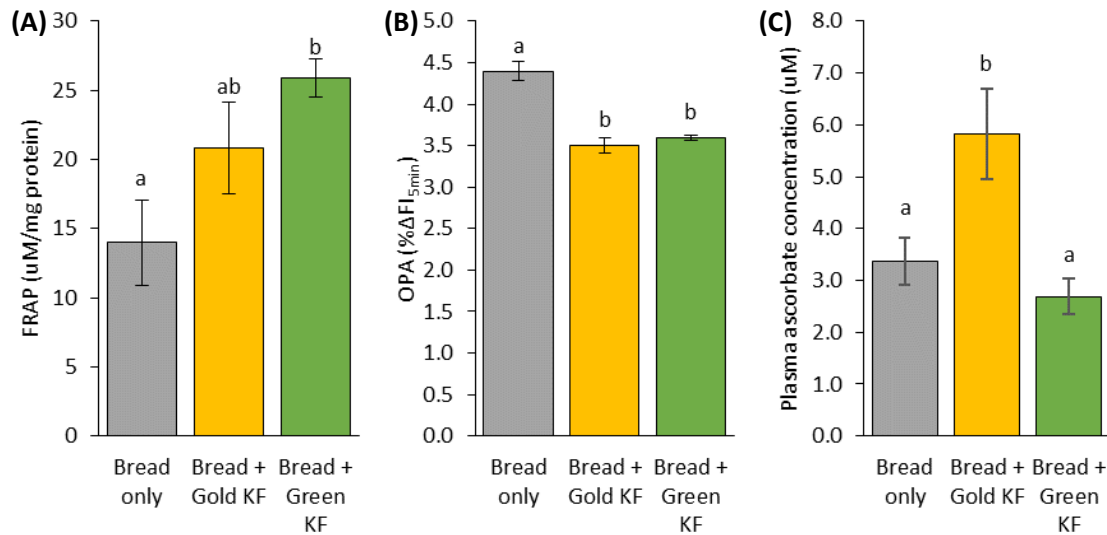 (A)
FRAP (uM/mg protein)
30
25
20
15
10
5
0
a
ab
b
Bread only
Bread + Gold KF
Bread + Green KF
(B)
OPA (%ΔFI5min)
5.0
4.5
4.0
3.5
3.0
2.5
2.0
1.5
1.0
0.5
0.0
a
b
b
Bread only
Bread + Gold KF
Bread + Green KF
(C)
Plasma ascorbate concentration (uM)
8.0
7.0
6.0
5.0
4.0
3.0
2.0
1.0
0.0
a
b
a
Bread only
Bread + Gold KF
Bread + Green KF